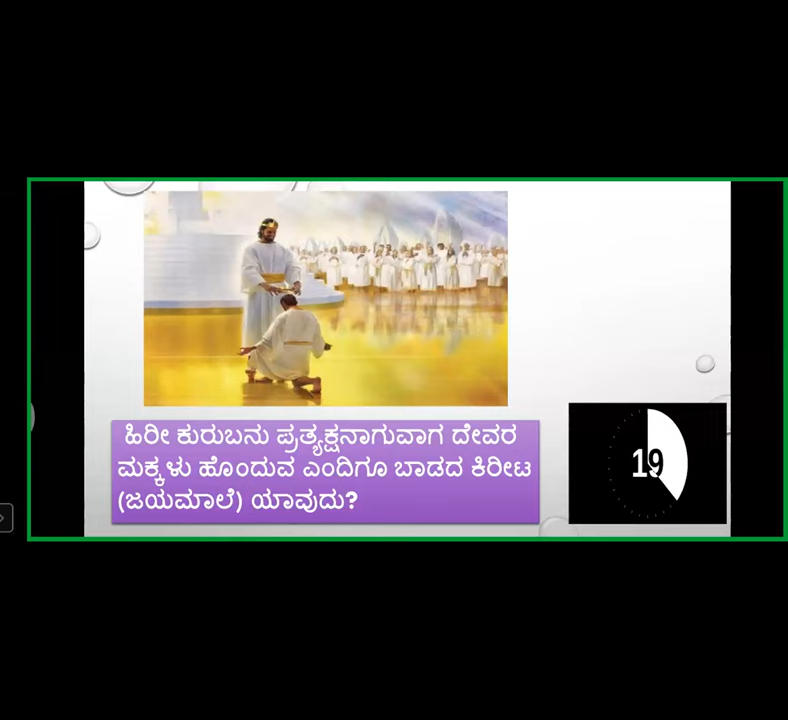 ಹಿರೀ ಕುರುಬನು ಪ್ರತ್ಯಕ್ಷನಾಗುವಾಗ ದೇವರ
ಮಕ್ಕಳು ಹೊಂದುವ ಎಂದಿಗೂ ಬಾಡದ ಕಿರೀಟ
(ಜಯಮಾಲೆ) ಯಾವುದು?
19